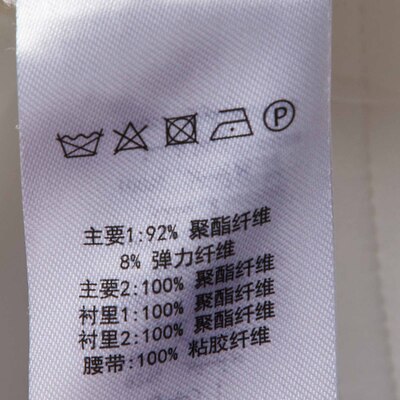 P
主要1:92% 聚酯纤维
8% 弹力纤维
主要2:100% 聚酯纤维
衬里1:100% 聚酯纤维
衬里2:100% 聚酯纤维
腰带:100% 粘胶纤维